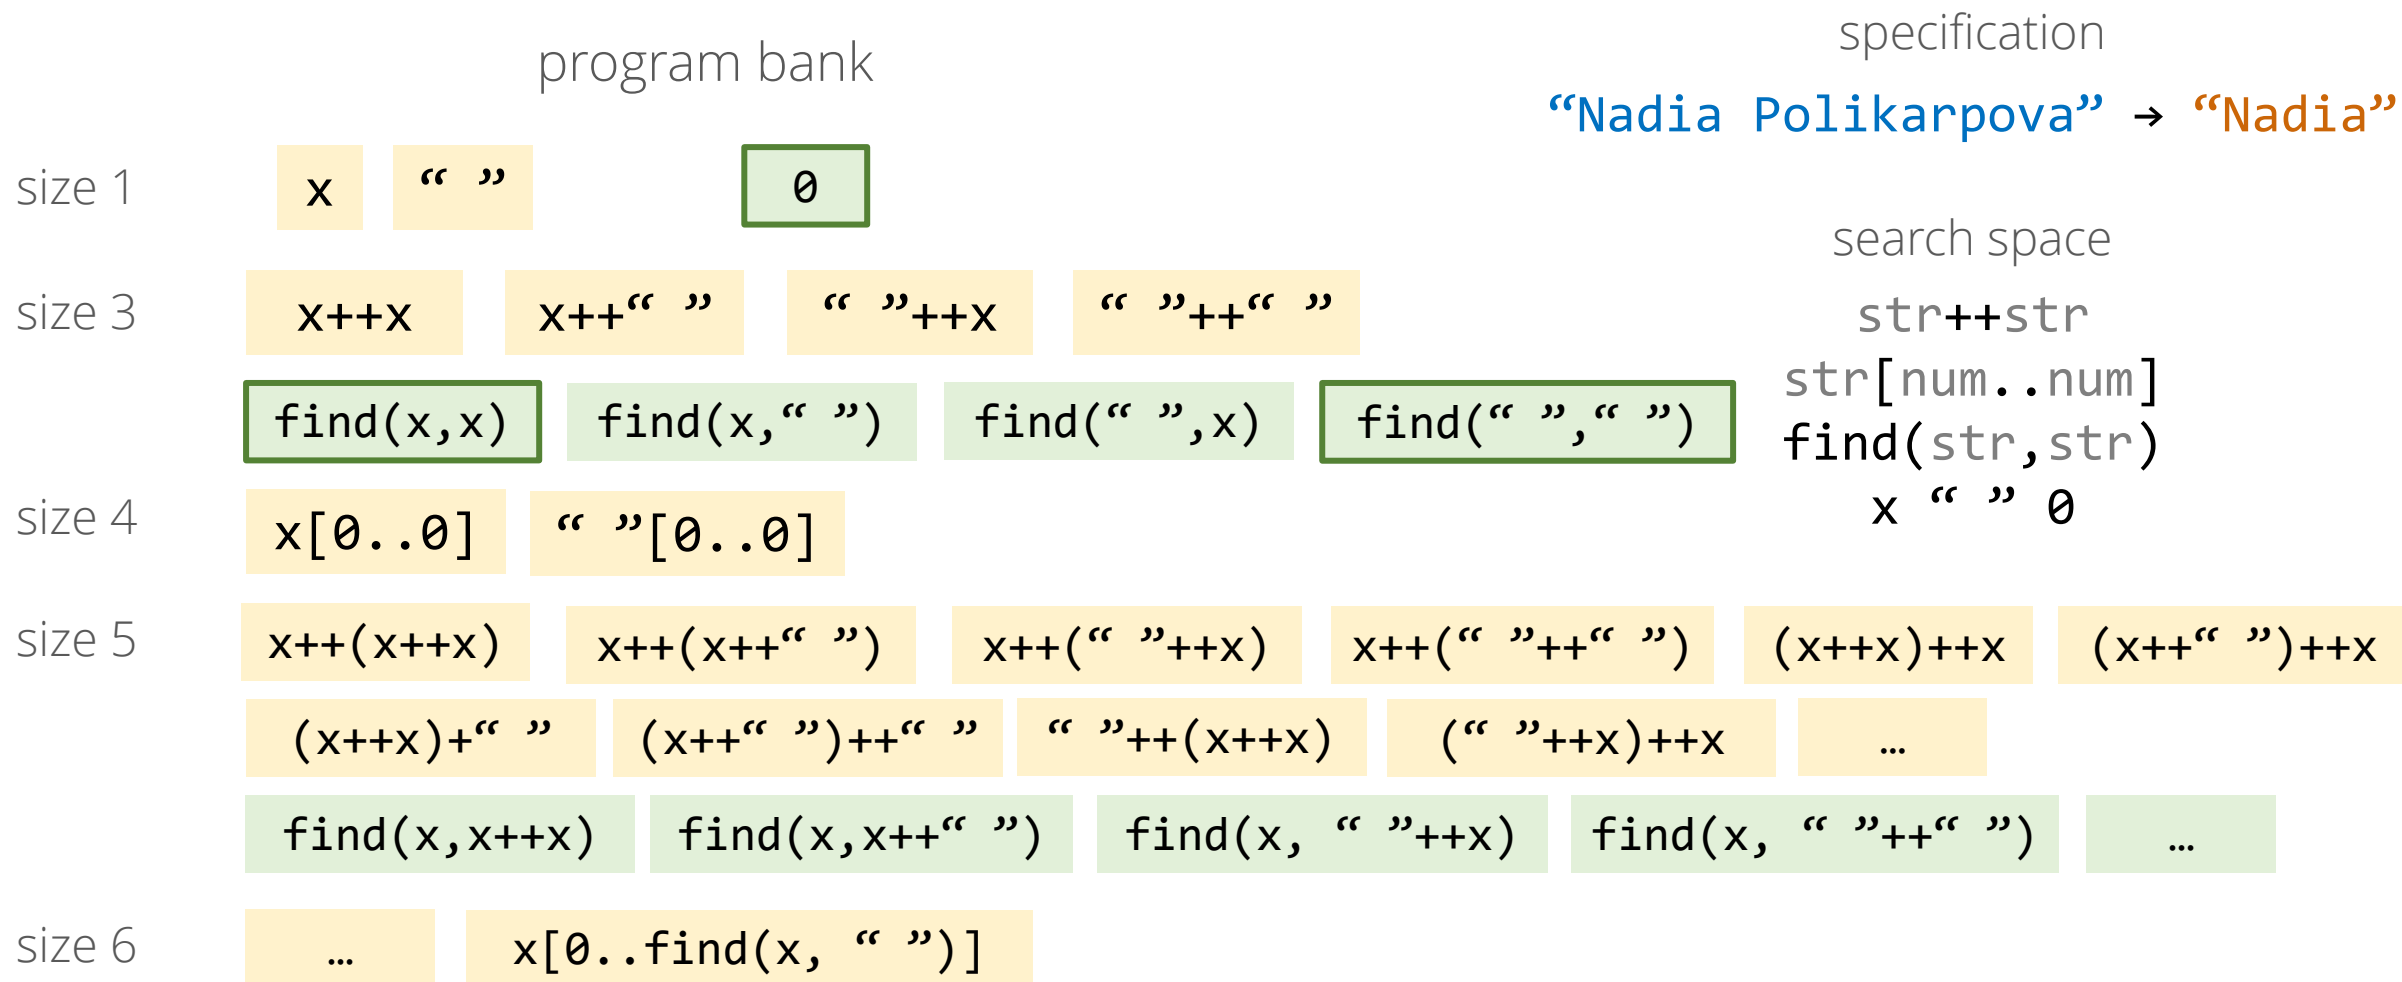 program bank
specification
“Nadia Polikarpova” → “Nadia”
size 1
x “ ” 0
search space
size 3
x++x x++“ ” “ ”++x “ ”++“ ”
str++str
str[num..num]
find(x,x) find(x,“ ”) find(“ ”,x) find(“ ”,“ ”)
find(str,str)
x “ ” 0
size 4
x[0..0] “ ”[0..0]
size 5
x++(x++x) x++(x++“ ”) x++(“ ”++x) x++(“ ”++“ ”) (x++x)++x (x++“ ”)++x
(x++x)+“ ” (x++“ ”)++“ ” “ ”++(x++x) (“ ”++x)++x …
find(x,x++x) find(x,x++“ ”) find(x, “ ”++x) find(x, “ ”++“ ”) …
size 6
… x[0..find(x, “ ”)]